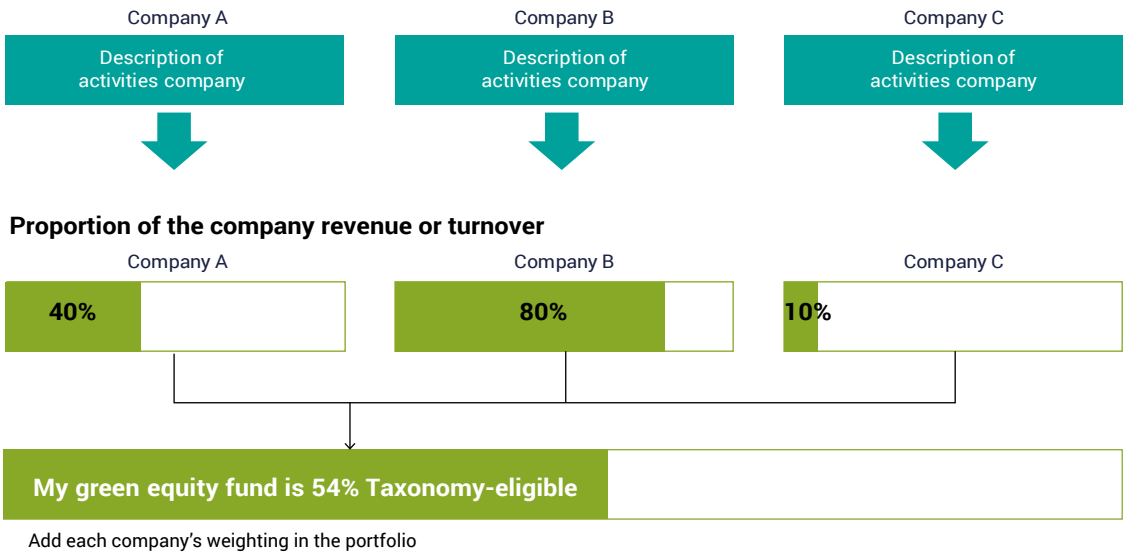 Company A
Company B
Company C
Description of
activities company
Description of
activities company
Description of
activities company
Proportion of the company revenue or turnover
Company A
Company B
Company C
40%
80%
10%
My green equity fund is 54% Taxonomy-eligible
Add each company's weighting in the portfolio